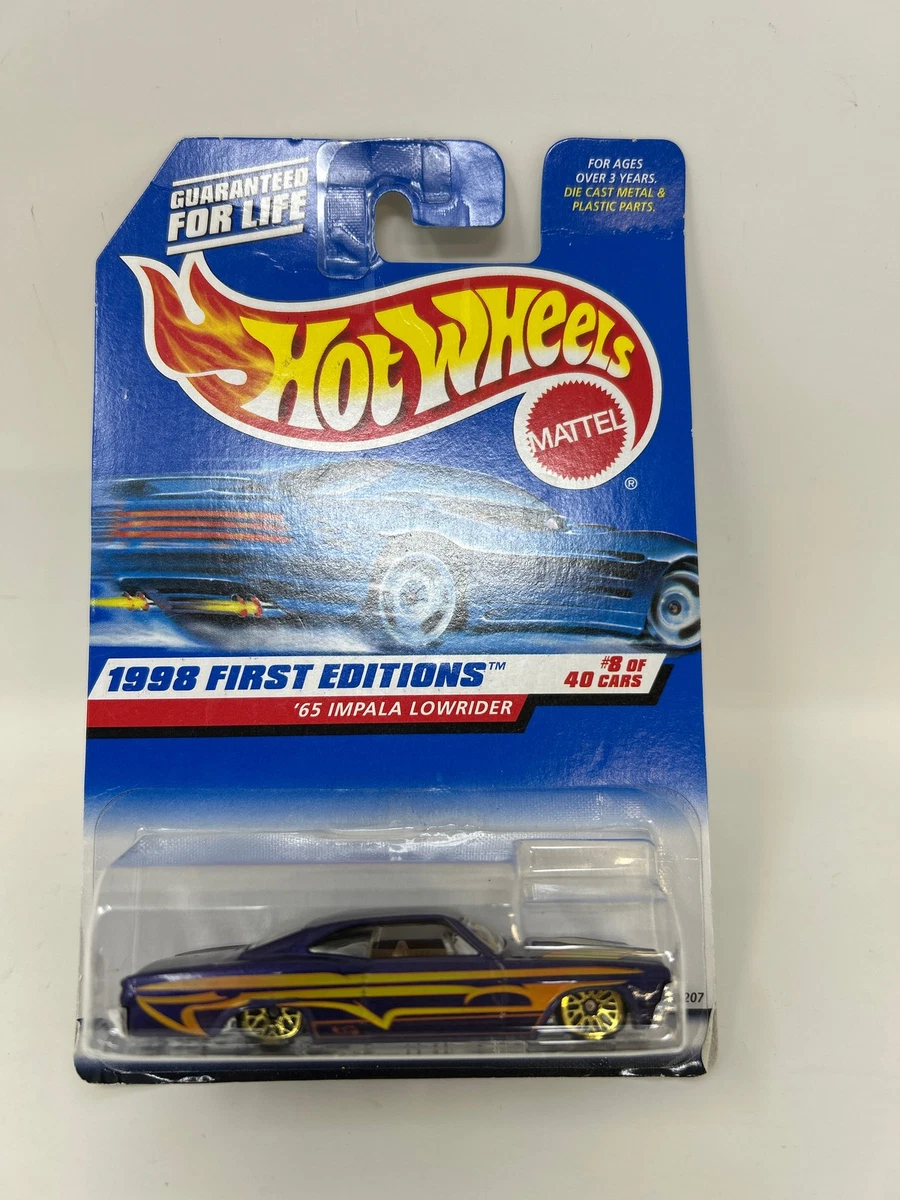 GUARANTEED
FOR LIFE
FOR AGES
OVER 3 YEARS.
DIE CAST METAL &
PLASTIC PARTS.
HOT WHEELS
MATTEL
®
1998 FIRST EDITIONS™
#8 OF
40 CARS
'65 IMPALA LOWRIDER
207